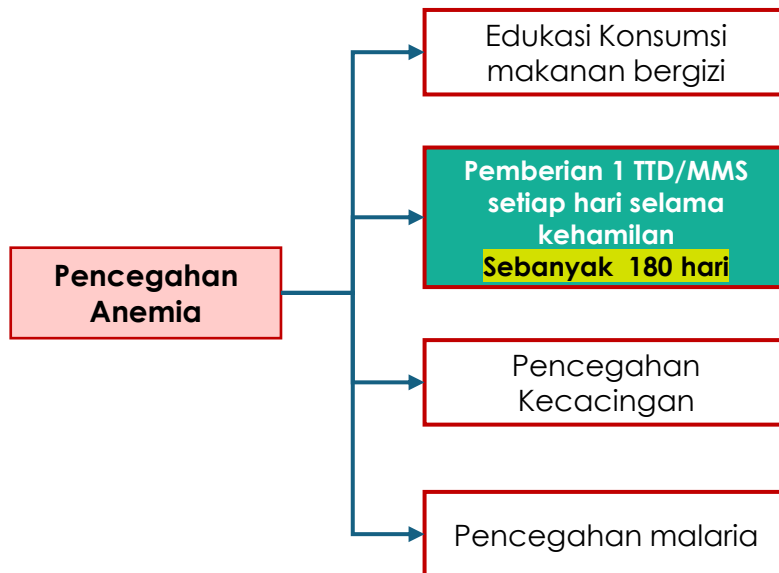 Edukasi Konsumsi
makanan bergizi
Pemberian 1 TTD/MMS
setiap hari selama
kehamilan
Sebanyak 180 hari
Pencegahan
Anemia
Pencegahan
Kecacingan
Pencegahan malaria